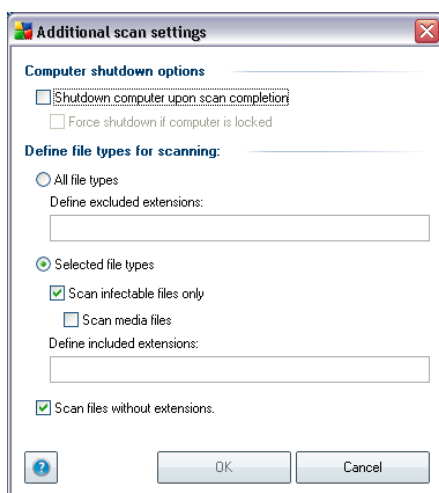 Additional scan settings
Computer shutdown options
Shutdown computer upon scan completion
Force shutdown if computer is locked
Define file types for scanning:
All file types
Define excluded extensions:
Selected file types
Scan infectable files only
Scan media files
Define included extensions:
Scan files without extensions.
?
OK
Cancel